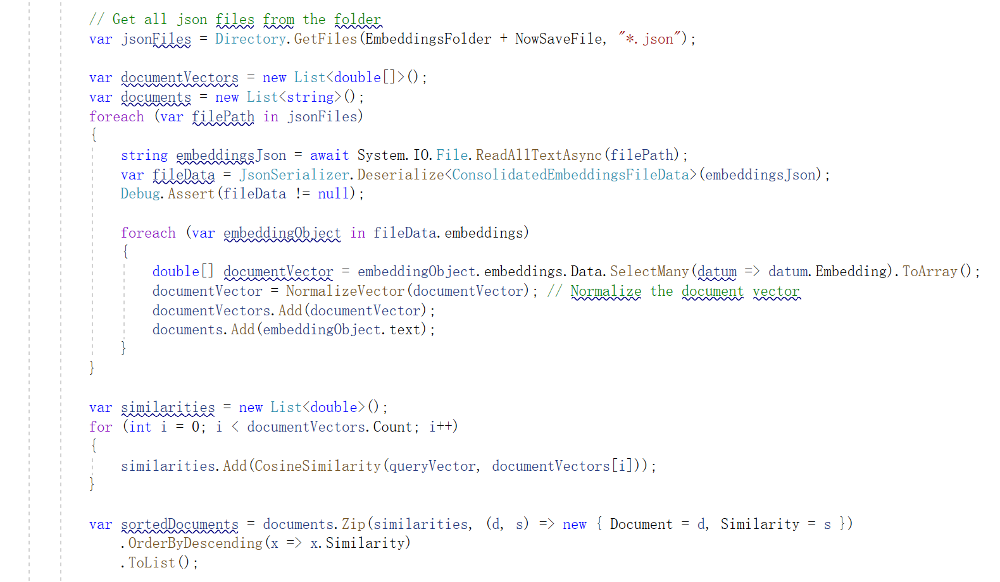 // Get all json files from the folder
var jsonFiles = Directory.GetFiles(EmbeddingsFolder + NowSaveFile, "*.json");
var documentVectors = new List<double[]>();
var documents = new List<string>();
foreach (var filePath in jsonFiles)
{
string embeddingsJson = await System.IO.File.ReadAllTextAsync(filePath);
var fileData = JsonSerializer.Deserialize<ConsolidatedEmbeddingsFileData>(embeddingsJson);
Debug.Assert(fileData != null);
foreach (var embeddingObject in fileData.embeddings)
{
double[] documentVector = embeddingObject.embeddings.Data.SelectMany(datum => datum.Embedding).ToArray();
documentVector = NormalizeVector(documentVector); // Normalize the document vector
documentVectors.Add(documentVector);
documents.Add(embeddingObject.text);
}
}
var similarities = new List<double>();
for (int i = 0; i < documentVectors.Count; i++)
{
similarities.Add(CosineSimilarity(queryVector, documentVectors[i]));
}
var sortedDocuments = documents.Zip(similarities, (d, s) => new { Document = d, Similarity = s })
.OrderByDescending(x => x.Similarity)
.ToList();